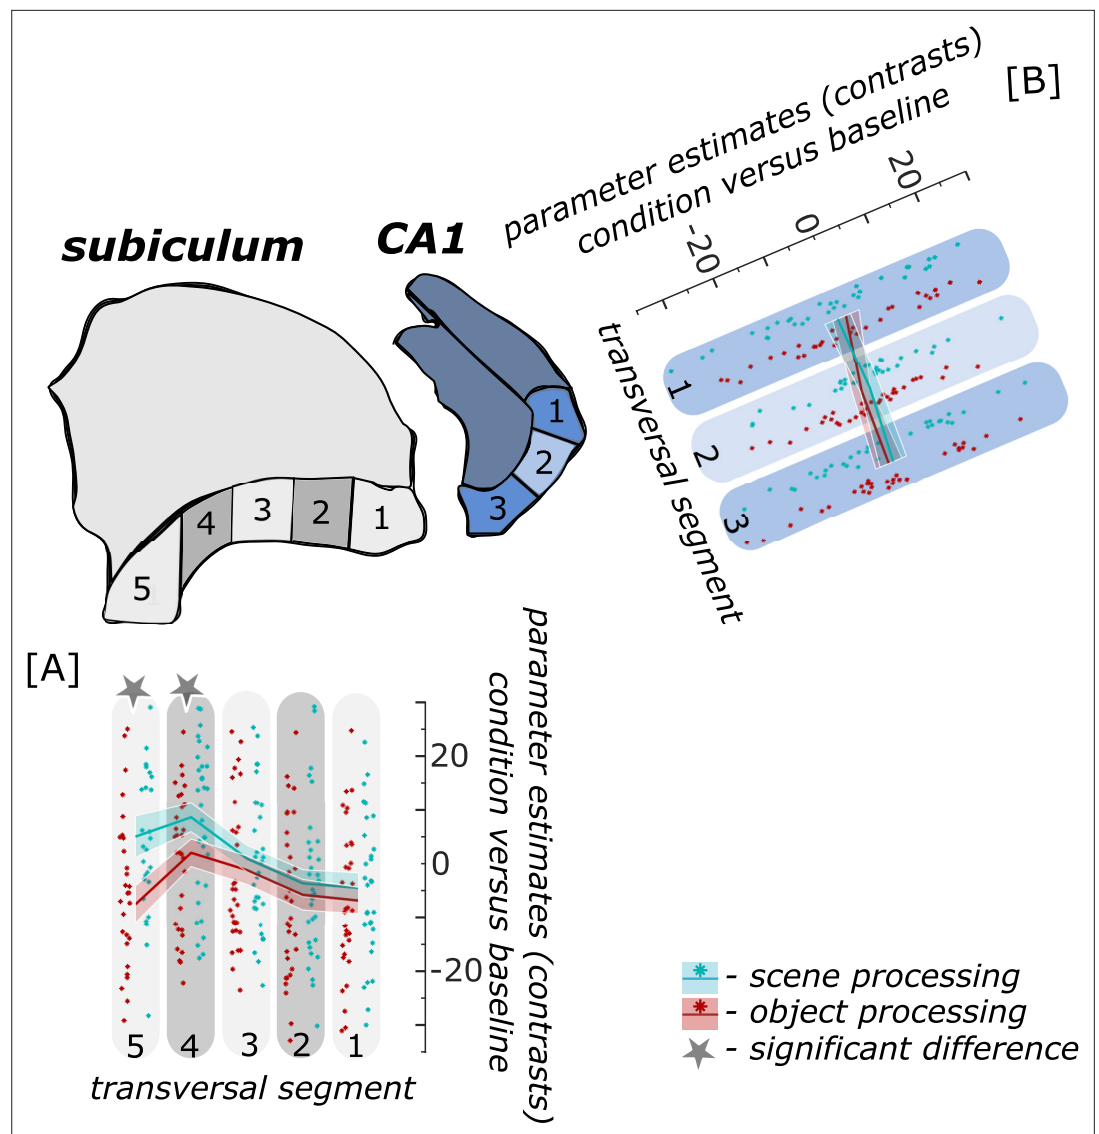 parameter estimates (contrasts)
condition versus baseline
[B]
-20
0
20
subiculum
CA1
1
2
3
transversal segment
1
2
3
5
4
3
2
1
[A]
20
0
-20
parameter estimates (contrasts)
condition versus baseline
5
4
3
2
1
transversal segment
- scene processing
- object processing
- significant difference